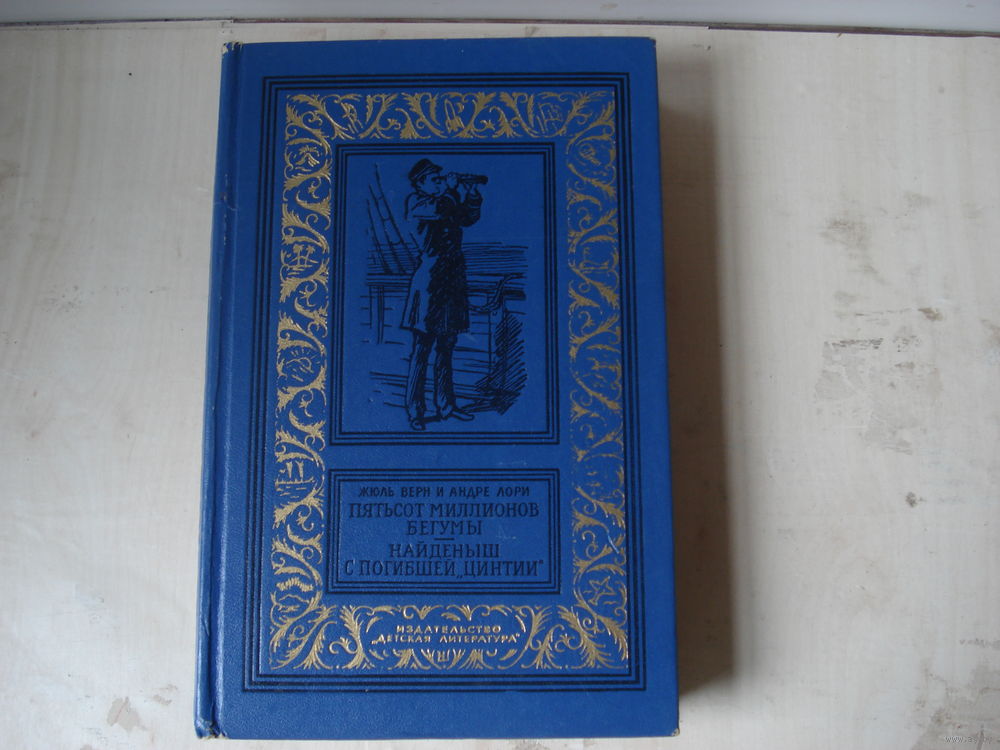 ЖЮЛЬ ВЕРН И АНДРЕ ЛОРИ
ПЯТЬСОТ МИЛЛИОНОВ
БЕГУМЫ
НАЙДЕНЫШ
С ПОГИБШЕЙ „ЦИНТИИ"
ИЗДАТЕЛЬСТВО
„ДЕТСКАЯ ЛИТЕРАТУРА"